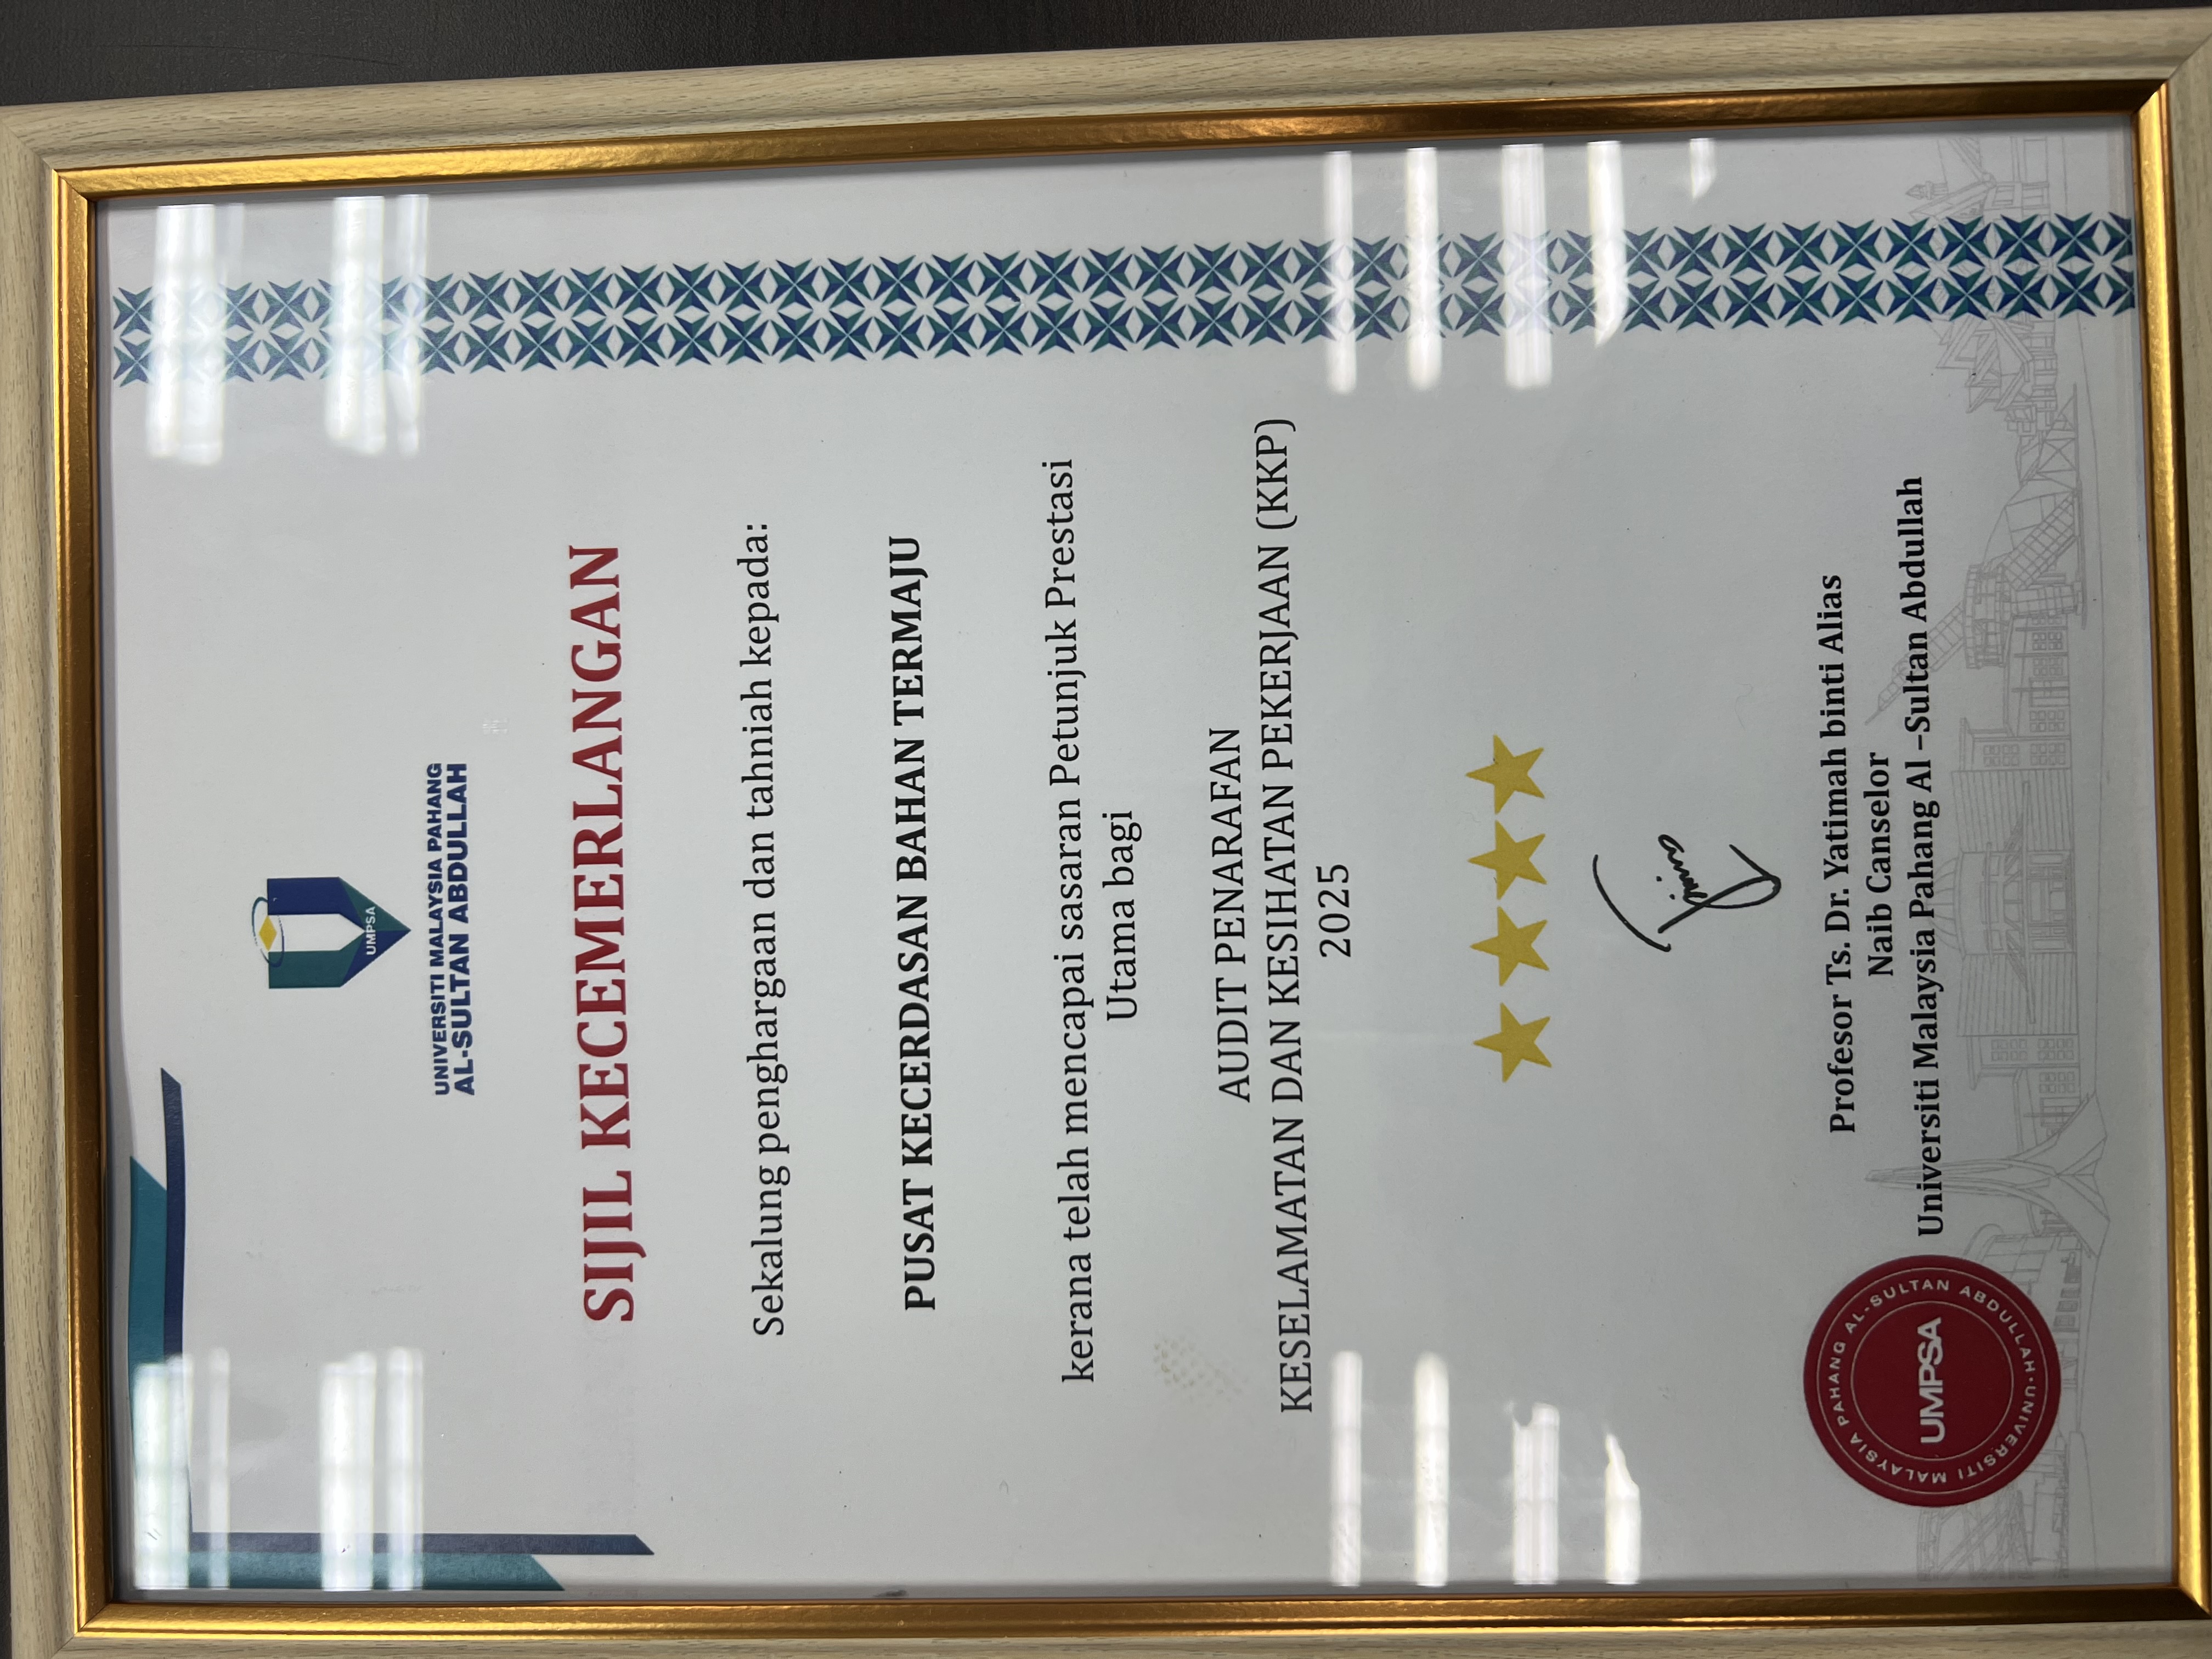 UMPSA
UNIVERSITI MALAYSIA PAHANG
AL-SULTAN ABDULLAH
SIJIL KECEMERLANGAN
Sekalung penghargaan dan tahniah kepada:
PUSAT KECERDASAN BAHAN TERMAJU
kerana telah mencapai sasaran Petunjuk Prestasi
Utama bagi
AUDIT PENARAFAN
KESELAMATAN DAN KESIHATAN PEKERJAAN (KKP)
2025
Profesor Ts. Dr. Yatimah binti Alias
Naib Canselor
Universiti Malaysia Pahang Al –Sultan Abdullah
UNIVERSITI MALAYSIA PAHANG AL-SULTAN ABDULLAH •
UMPSA